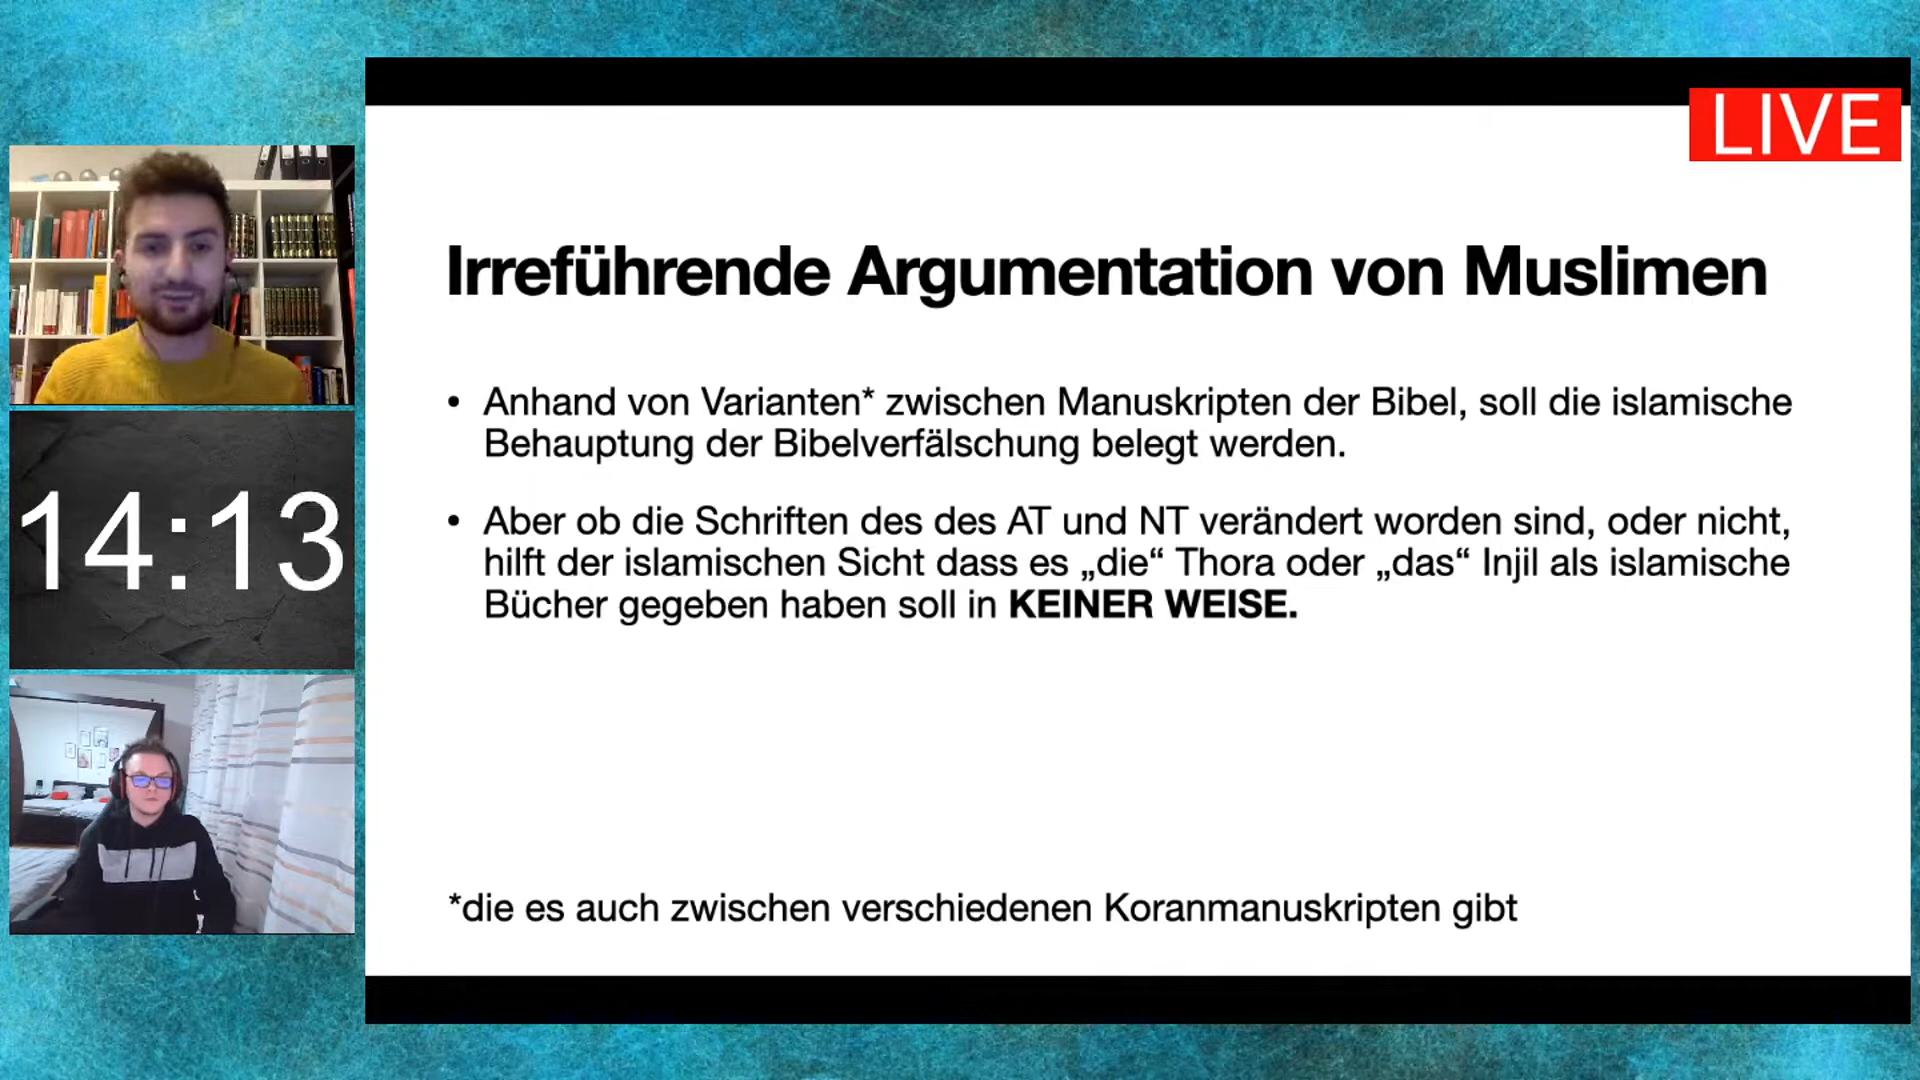 LIVE
Irreführende Argumentation von Muslimen
• Anhand von Varianten* zwischen Manuskripten der Bibel, soll die islamische
Behauptung der Bibelverfälschung belegt werden.
• Aber ob die Schriften des des AT und NT verändert worden sind, oder nicht,
hilft der islamischen Sicht dass es „die“ Thora oder „das“ Injil als islamische
Bücher gegeben haben soll in KEINER WEISE.
*die es auch zwischen verschiedenen Koranmanuskripten gibt
14:13